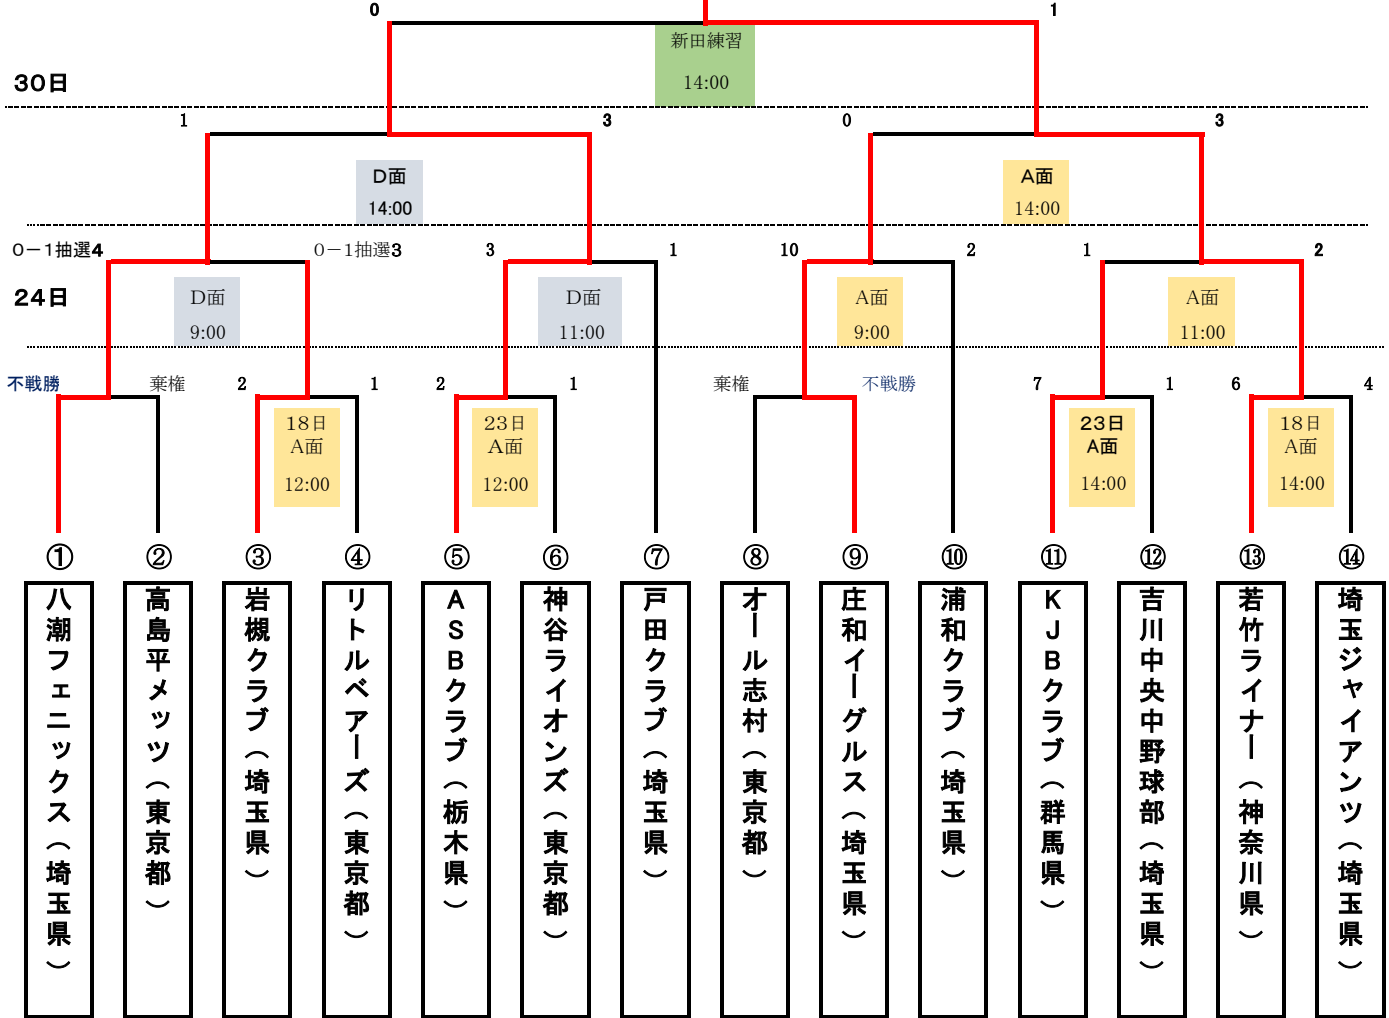 0
1
新田練習
30日
14:00
1
3
0
3
D面
A面
14:00
14:00
0－1抽選4
0－1抽選3
3
1
10
2
1
2
24日
D面
D面
A面
A面
9:00
11:00
9:00
11:00
不戦勝
棄権
2
1
2
1
棄権
不戦勝
7
1
6
4
18日
A面
12:00
23日
A面
12:00
23日
A面
14:00
18日
A面
14:00
①
②
③
④
⑤
⑥
⑦
⑧
⑨
⑩
⑪
⑫
⑬
⑭
八潮フェニックス（埼玉県）
高島平メッツ（東京都）
岩槻クラブ（埼玉県）
リトルベアーズ（東京都）
ASBクラブ（栃木県）
神谷ライオンズ（東京都）
戸田クラブ（埼玉県）
オール志村（東京都）
庄和イーグルス（埼玉県）
浦和クラブ（埼玉県）
KJBクラブ（群馬県）
吉川中央中野球部（埼玉県）
若竹ライナー（神奈川県）
埼玉ジャイアンツ（埼玉県）